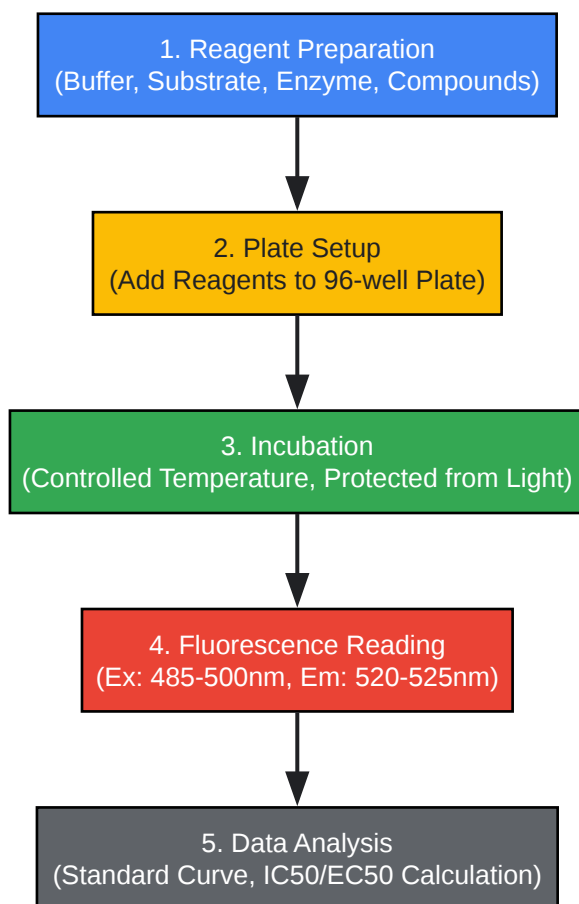 1. Reagent Preparation
(Buffer, Substrate, Enzyme, Compounds)
2. Plate Setup
(Add Reagents to 96-well Plate)
3. Incubation
(Controlled Temperature, Protected from Light)
4. Fluorescence Reading
(Ex: 485-500nm, Em: 520-525nm)
5. Data Analysis
(Standard Curve, IC50/EC50 Calculation)